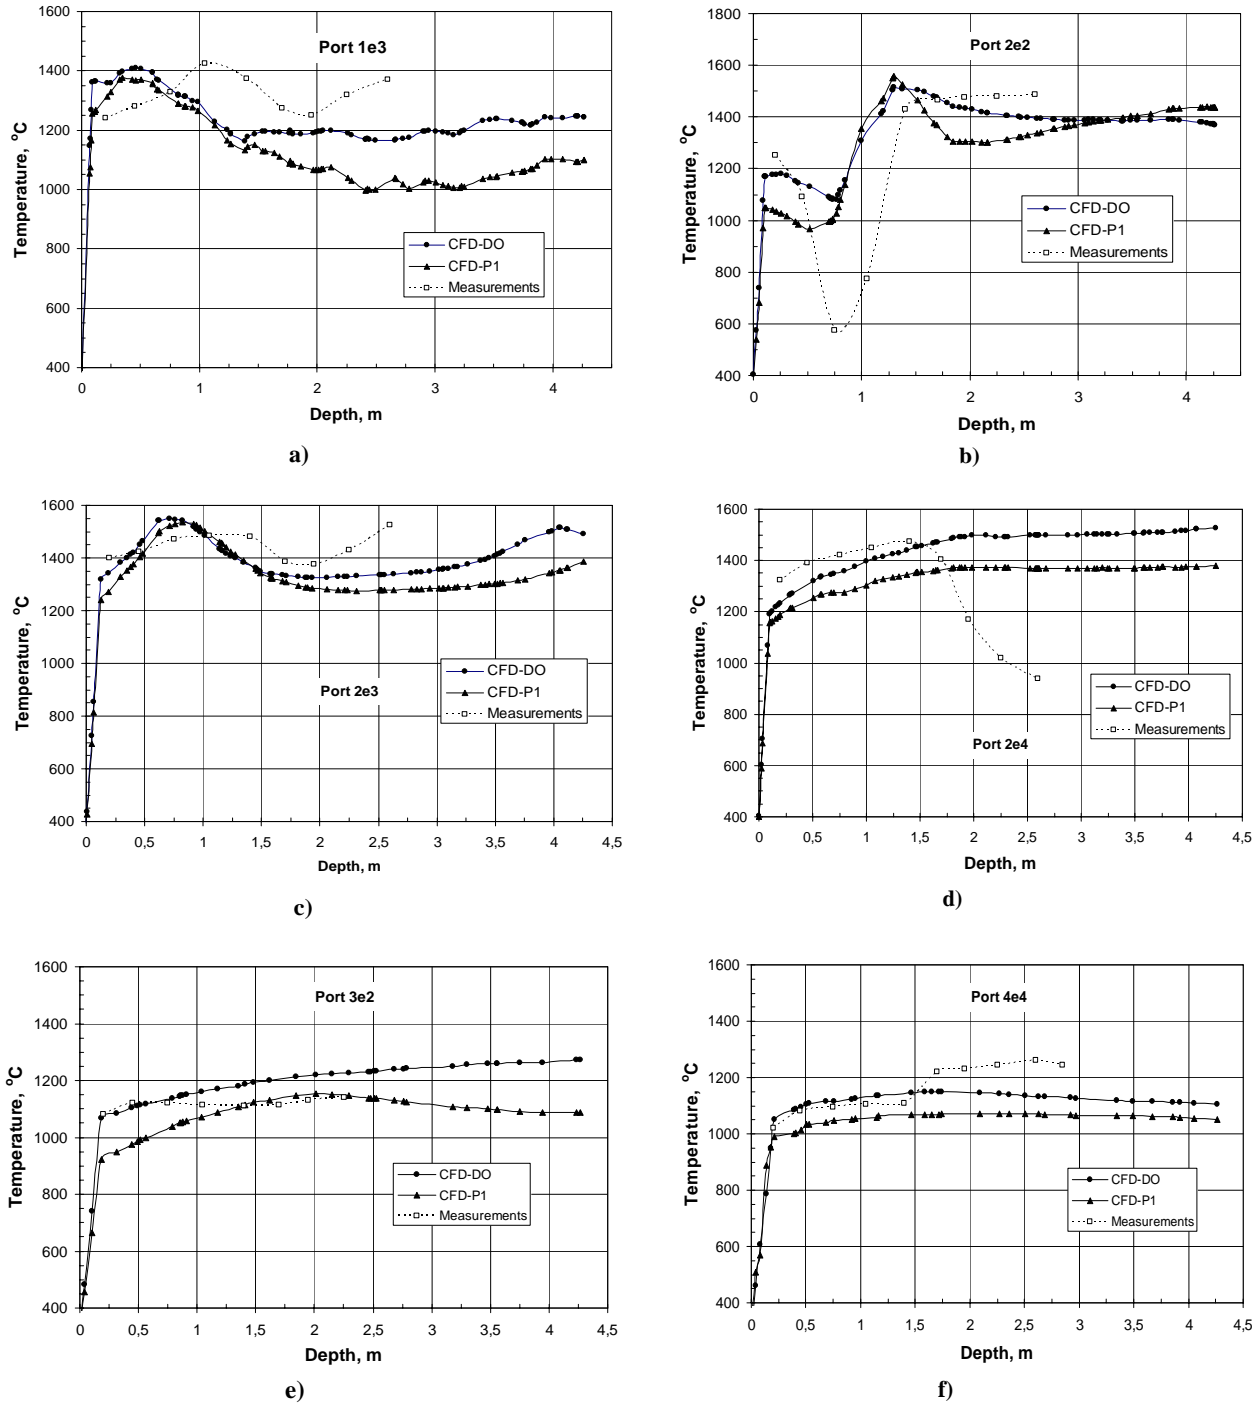 Port 1e3
Temperature, °C
1600
1400
1200
1000
800
600
400
CFD-DO
CFD-P1
Measurements
0 1 2 3 4
Depth, m
a)
Port 2e2
Temperature, °C
1800
1600
1400
1200
1000
800
600
400
CFD-DO
CFD-P1
Measurements
0 1 2 3 4
Depth, m
b)
Temperature, °C
1600
1400
1200
1000
800
600
400
CFD-DO
CFD-P1
Measurements
Port 2e3
0 0,5 1 1,5 2 2,5 3 3,5 4 4,5
Depth, m
c)
Temperature, °C
1600
1400
1200
1000
800
600
400
CFD-DO
CFD-P1
Measurements
Port 2e4
0 0,5 1 1,5 2 2,5 3 3,5 4 4,5
Depth, m
d)
Port 3e2
Temperature, °C
1600
1400
1200
1000
800
600
400
CFD-DO
CFD-P1
Measurements
0 0,5 1 1,5 2 2,5 3 3,5 4 4,5
Depth, m
e)
Port 4e4
Temperature, °C
1600
1400
1200
1000
800
600
400
CFD-DO
CFD-P1
Measurements
0 0,5 1 1,5 2 2,5 3 3,5 4 4,5
Depth, m
f)